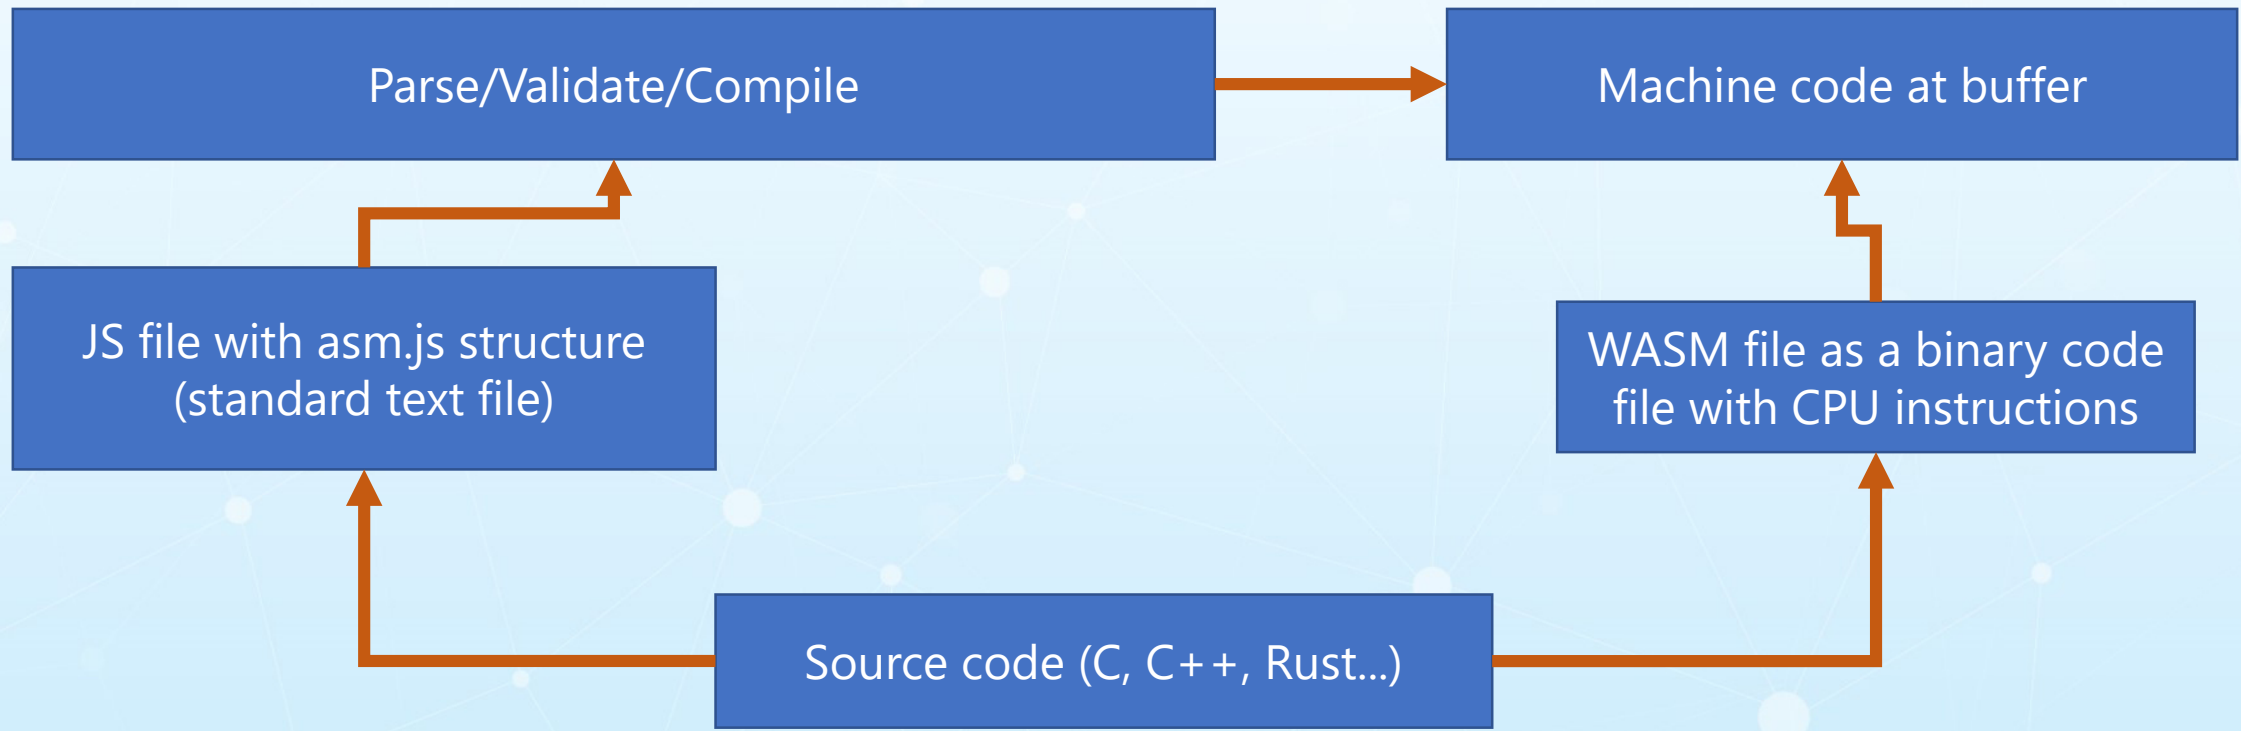 Parse/Validate/Compile
Machine code at buffer
JS file with asm.js structure
(standard text file)
WASM file as a binary code
file with CPU instructions
Source code (C, C++, Rust...)